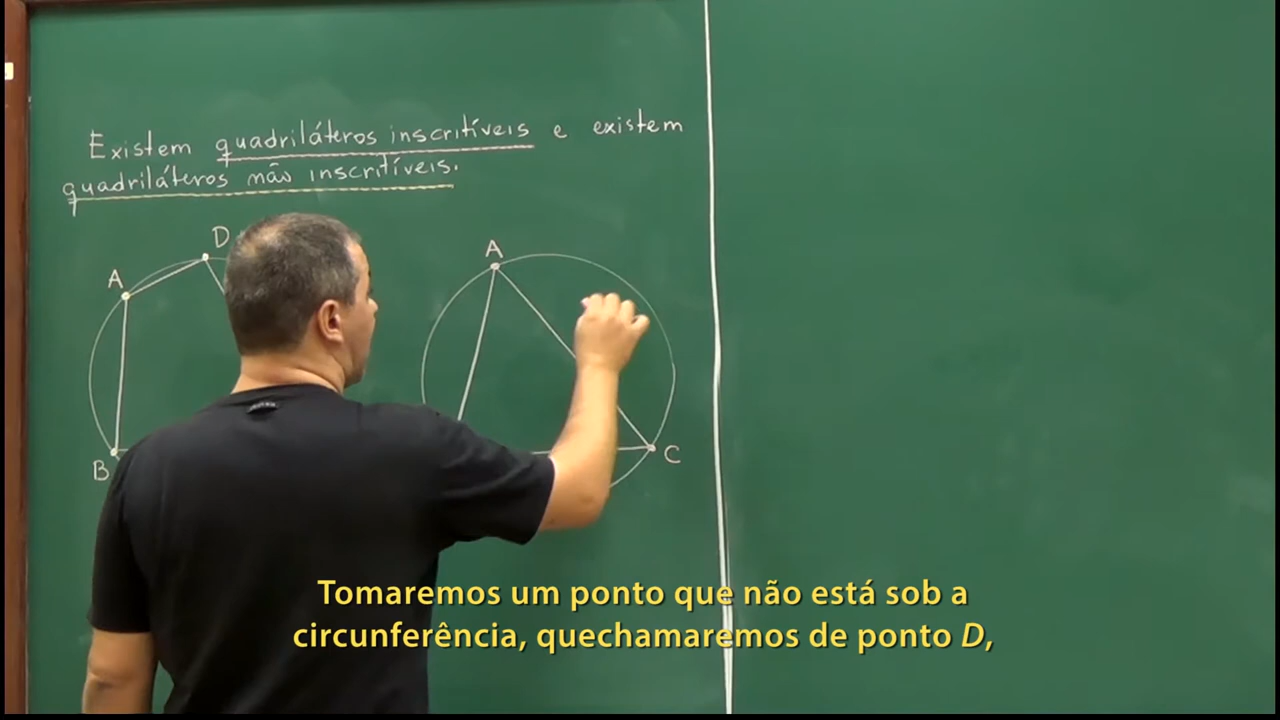 Existem quadriláteros inscritíveis e existem
quadriláteros não inscritíveis.
D
A
B
A
C
Tomaremos um ponto que não está sob a
circunferência, quechamaremos de ponto D,